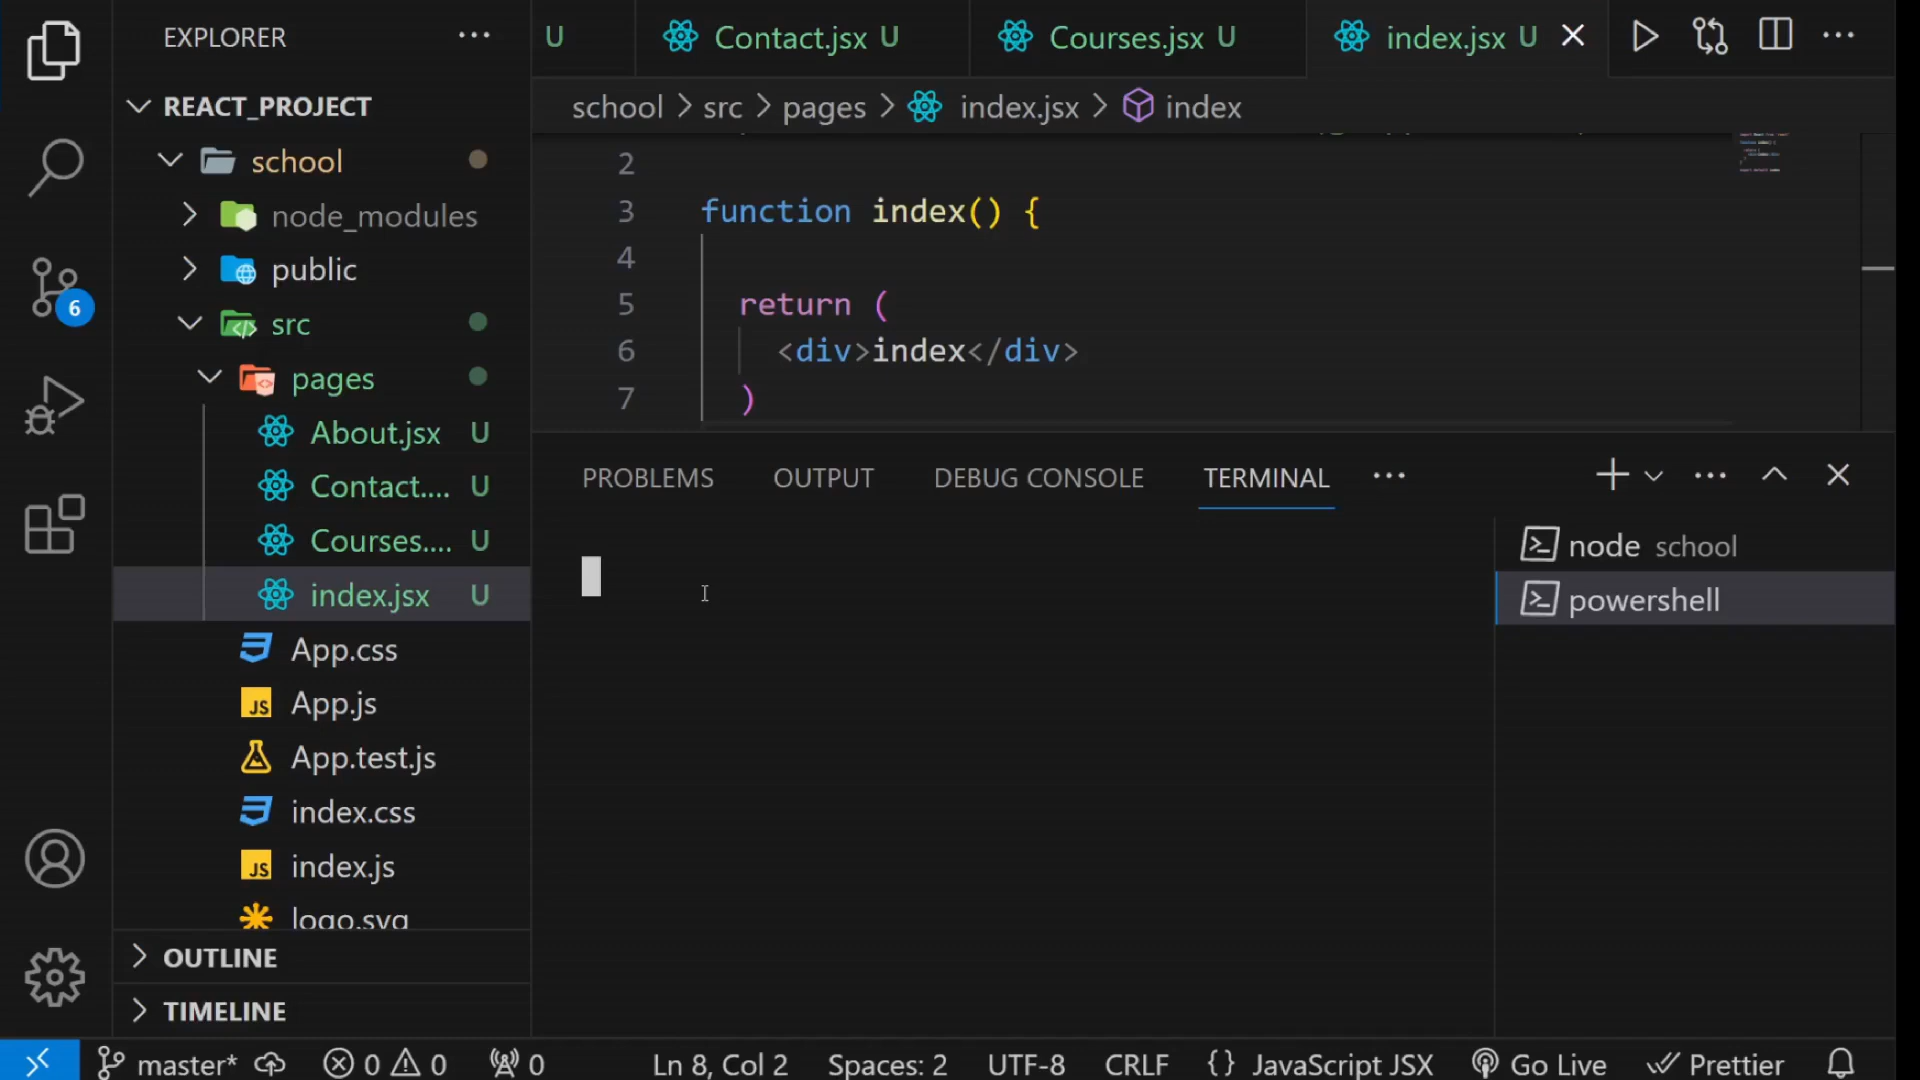 EXPLORER ...
U
Contact.jsx U
Courses.jsx U
index.jsx U
REACT_PROJECT
school > src > pages > index.jsx > index
school
node_modules
public
6
src
pages
About.jsx U
Contact.... U
Courses.... U
index.jsx U
App.css
JS App.js
App.test.js
index.css
JS index.js
logo.svg
OUTLINE
TIMELINE
2
3 function index() {
4
5 return (
6 <div>index</div>
7 )
PROBLEMS OUTPUT DEBUG CONSOLE TERMINAL ...
node school
powershell
master* 0 0 0 Ln 8, Col 2 Spaces: 2 UTF-8 CRLF {} JavaScript JSX Go Live Prettier